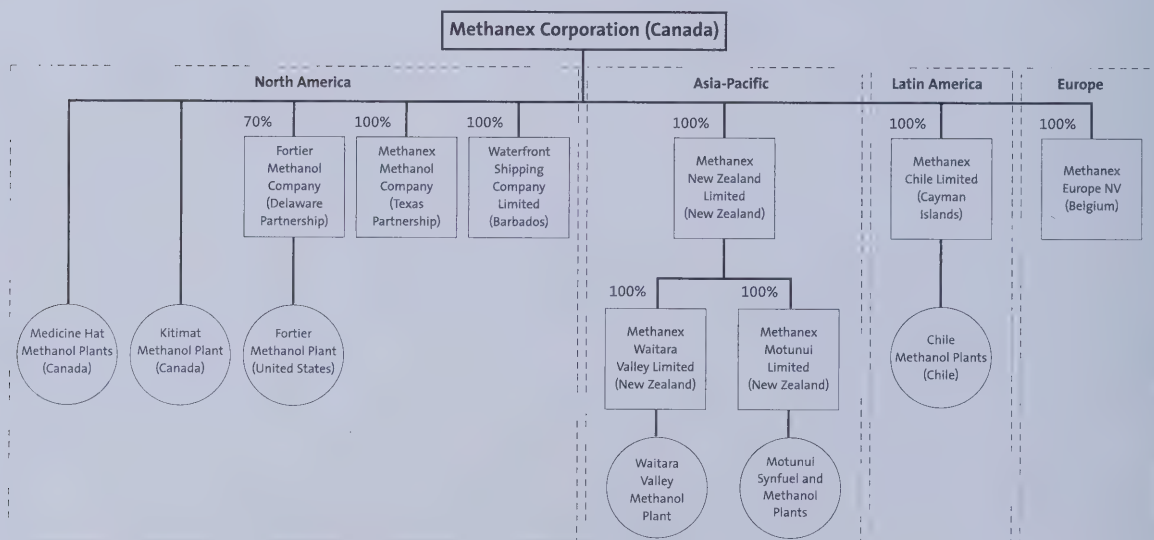 Methanex Corporation (Canada)
North America
Asia-Pacific
Latin America
Europe
70%
100%
100%
100%
100%
100%
Fortier
Methanol
Company
(Delaware
Partnership)
Methanex
Methanol
Company
(Texas
Partnership)
Waterfront
Shipping
Company
Limited
(Barbados)
Methanex
New Zealand
Limited
(New Zealand)
Methanex
Chile Limited
(Cayman
Islands)
Methanex
Europe NV
(Belgium)
100%
100%
Medicine Hat
Methanol Plants
(Canada)
Kitimat
Methanol Plant
(Canada)
Fortier
Methanol Plant
(United States)
Methanex
Waitara
Valley Limited
(New Zealand)
Methanex
Motunui
Limited
(New Zealand)
Chile
Methanol Plants
(Chile)
Waitara
Valley
Methanol
Plant
Motunui
Synfuel and
Methanol
Plants